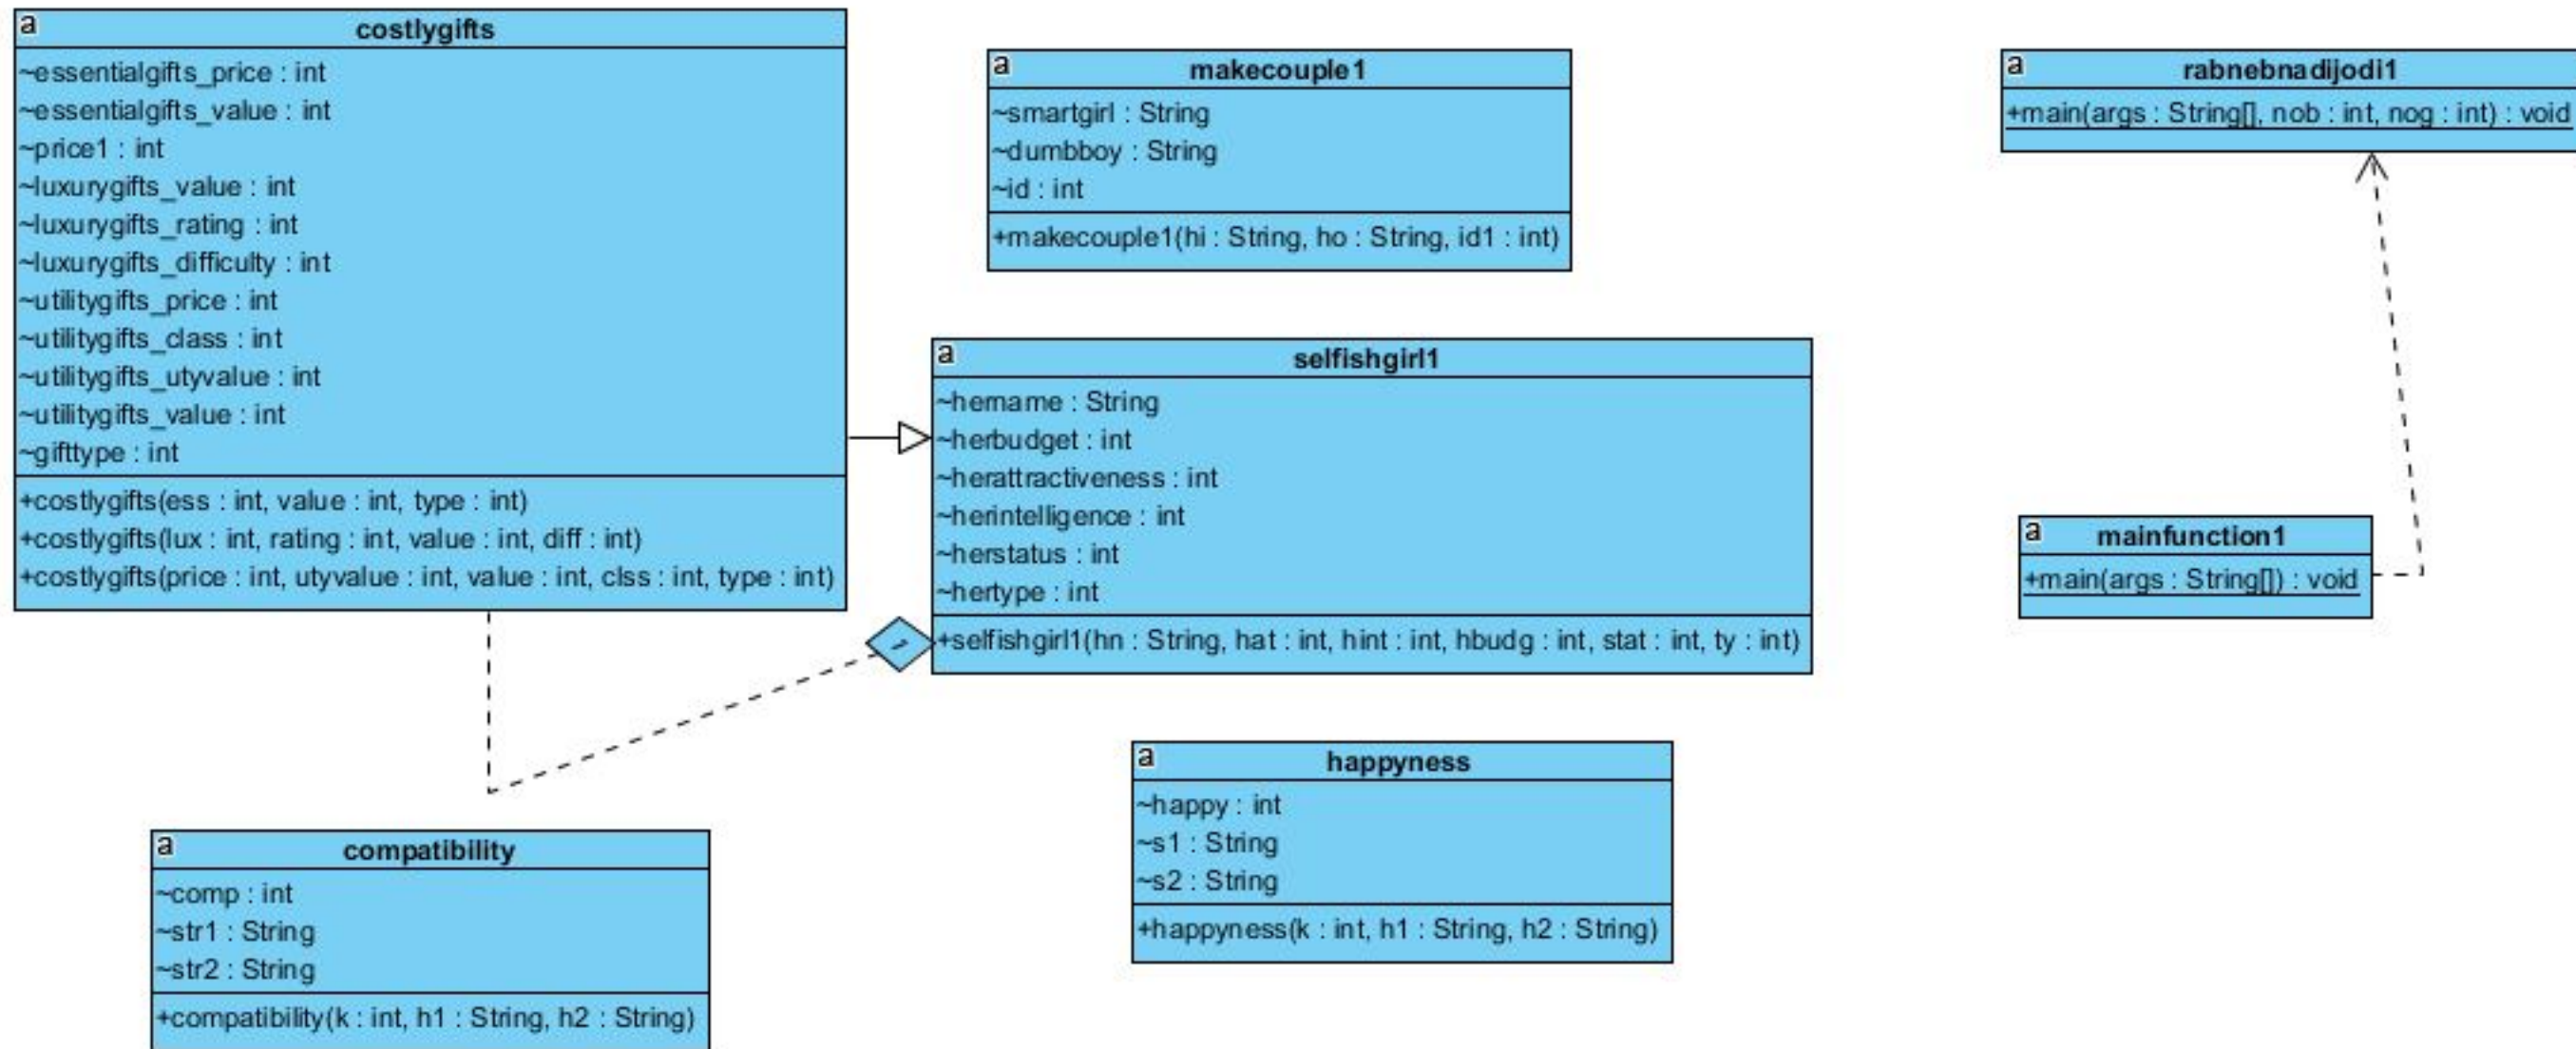 a
costlygifts
~essentialgifts_price : int
~essentialgifts_value : int
~price1 : int
~luxurygifts_value : int
~luxurygifts_rating : int
~luxurygifts_difficulty : int
~utilitygifts_price : int
~utilitygifts_class : int
~utilitygifts_utyvalue : int
~utilitygifts_value : int
~gifttype : int
+costlygifts(ess : int, value : int, type : int)
+costlygifts(lux : int, rating : int, value : int, diff : int)
+costlygifts(price : int, utyvalue : int, value : int, clss : int, type : int)
a
makecouple1
~smartgirl : String
~dumbboy : String
~id : int
+makecouple1(hi : String, ho : String, id1 : int)
a
rabnebnadijodi1
+main(args : String[], nob : int, nog : int) : void
a
selfishgirl1
~hername : String
~herbudget : int
~herattractiveness : int
~herintelligence : int
~herstatus : int
~hertype : int
+selfishgirl1(hn : String, hat : int, hint : int, hbudg : int, stat : int, ty : int)
a
mainfunction1
+main(args : String[]) : void
a
happyness
~happy : int
~s1 : String
~s2 : String
+happyness(k : int, h1 : String, h2 : String)
a
compatibility
~comp : int
~str1 : String
~str2 : String
+compatibility(k : int, h1 : String, h2 : String)